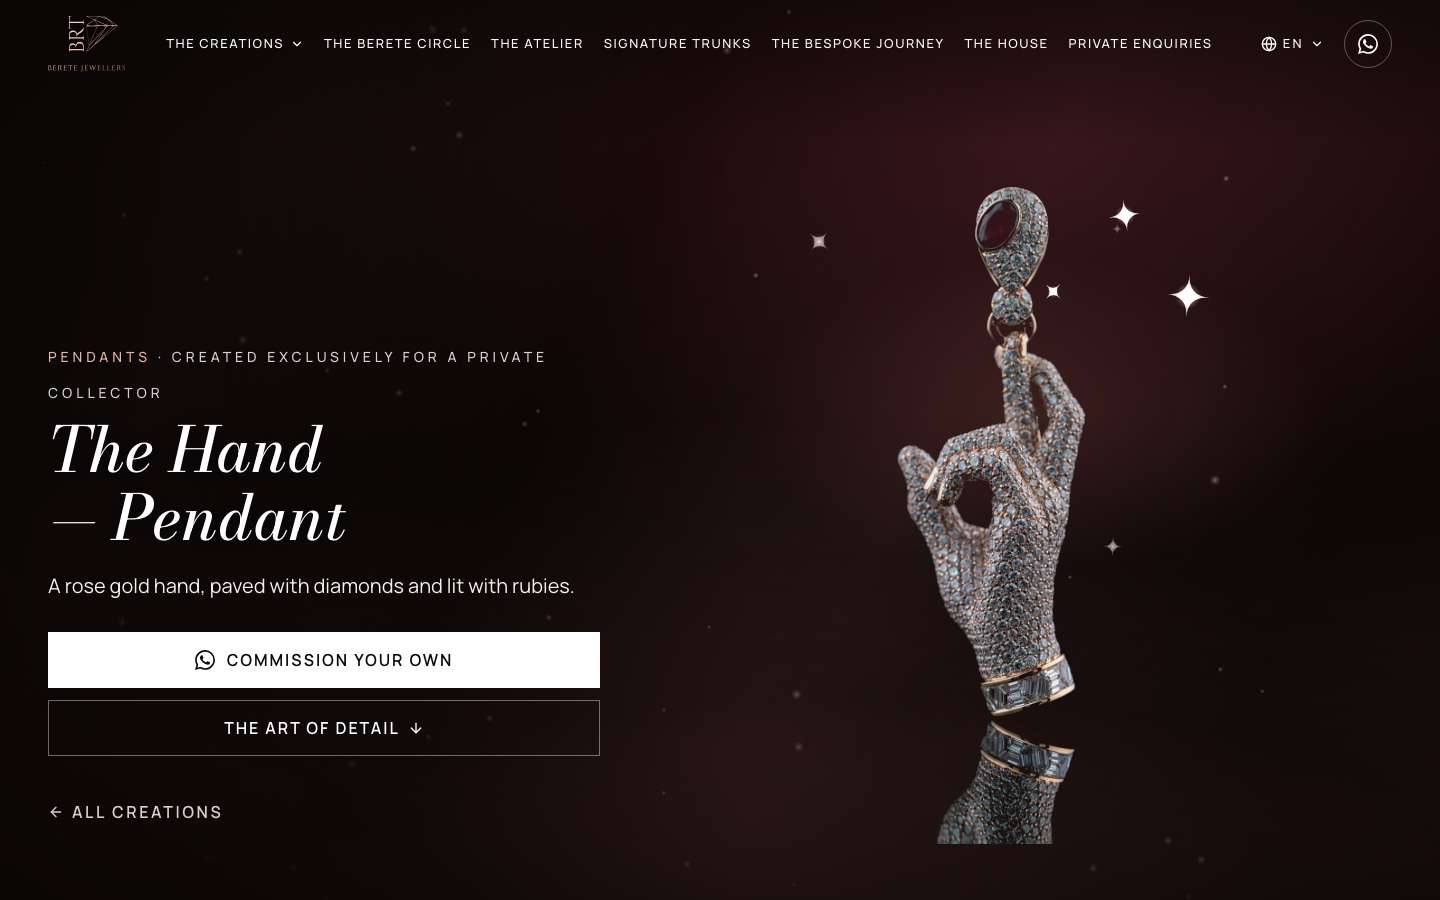 BRT
BERETE JEWELLERS
THE CREATIONS
THE BERETE CIRCLE
THE ATELIER
SIGNATURE TRUNKS
THE BESPOKE JOURNEY
THE HOUSE
PRIVATE ENQUIRIES
EN
PENDANTS · CREATED EXCLUSIVELY FOR A PRIVATE
COLLECTOR
The Hand
— Pendant
A rose gold hand, paved with diamonds and lit with rubies.
COMMISSION YOUR OWN
THE ART OF DETAIL ↓
← ALL CREATIONS